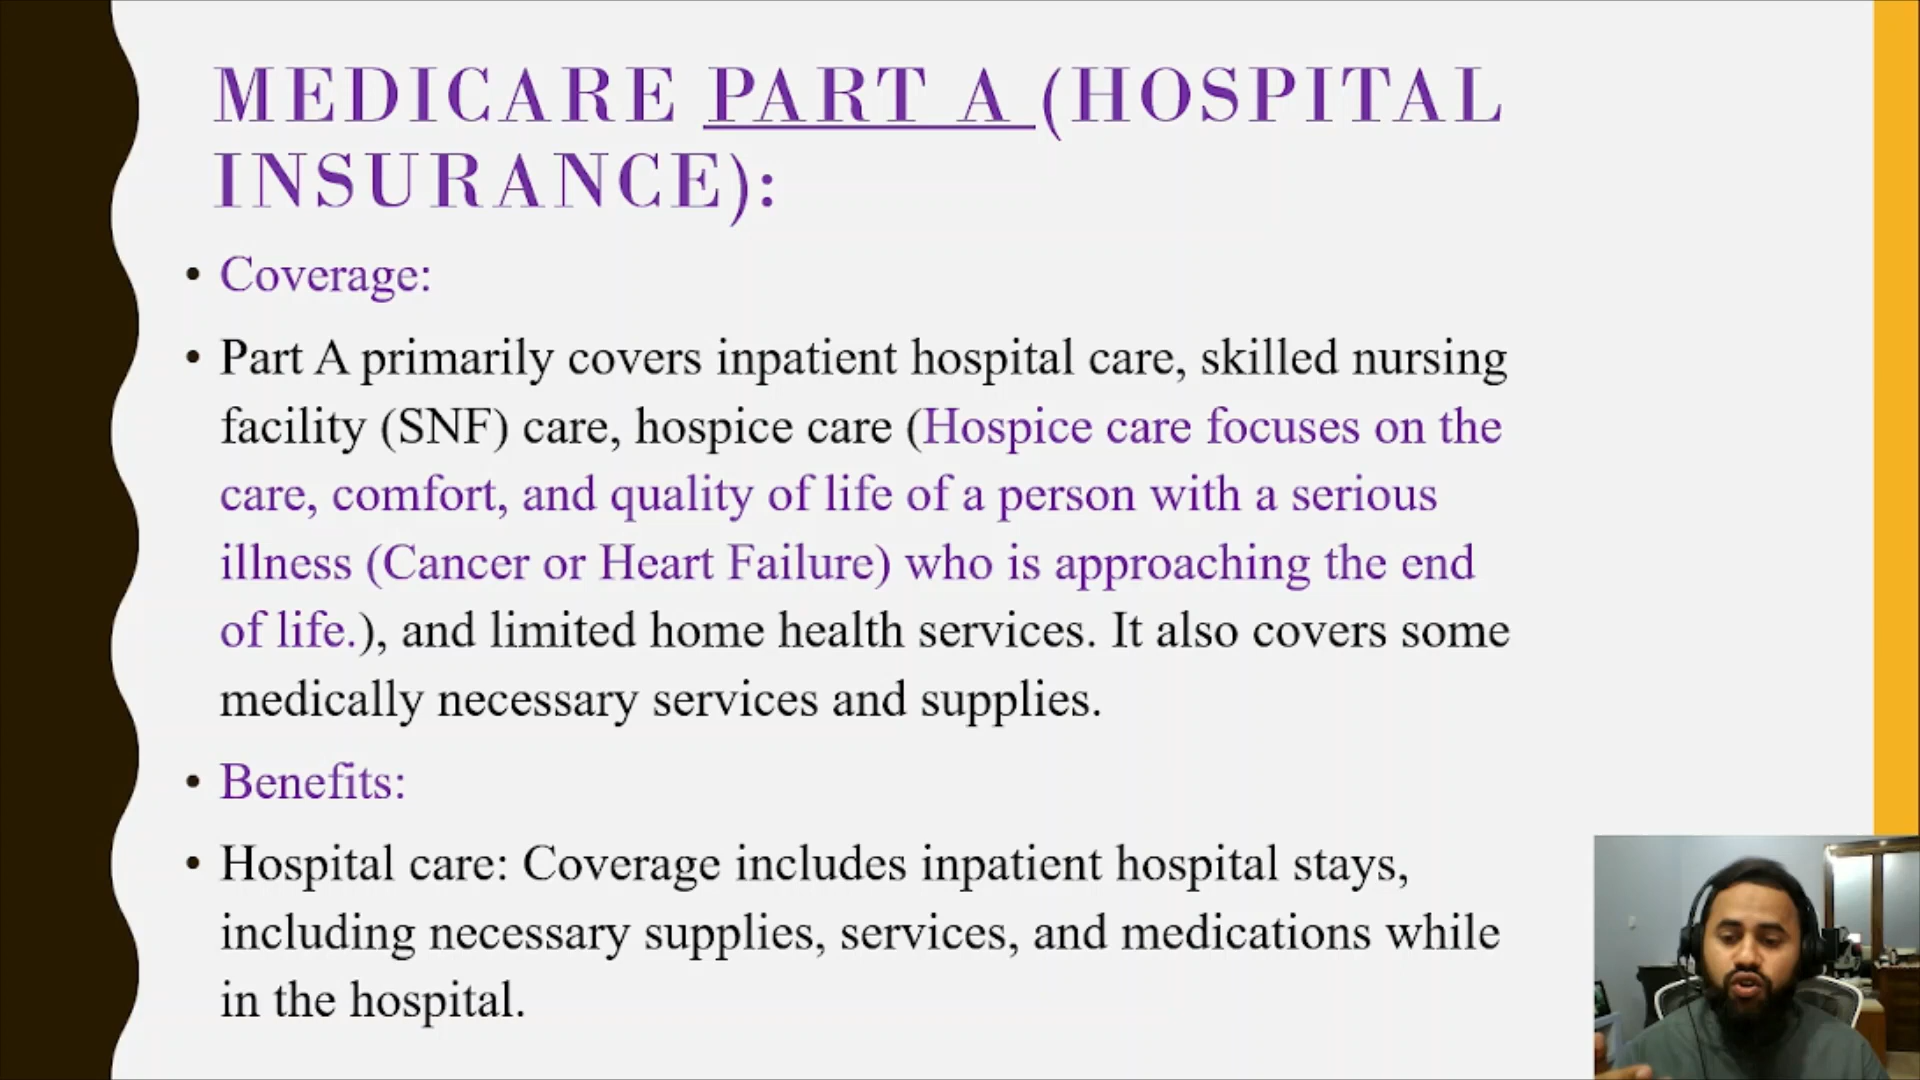 MEDICARE PART A (HOSPITAL
INSURANCE):
• Coverage:
• Part A primarily covers inpatient hospital care, skilled nursing
facility (SNF) care, hospice care (Hospice care focuses on the
care, comfort, and quality of life of a person with a serious
illness (Cancer or Heart Failure) who is approaching the end
of life.), and limited home health services. It also covers some
medically necessary services and supplies.
• Benefits:
• Hospital care: Coverage includes inpatient hospital stays,
including necessary supplies, services, and medications while
in the hospital.